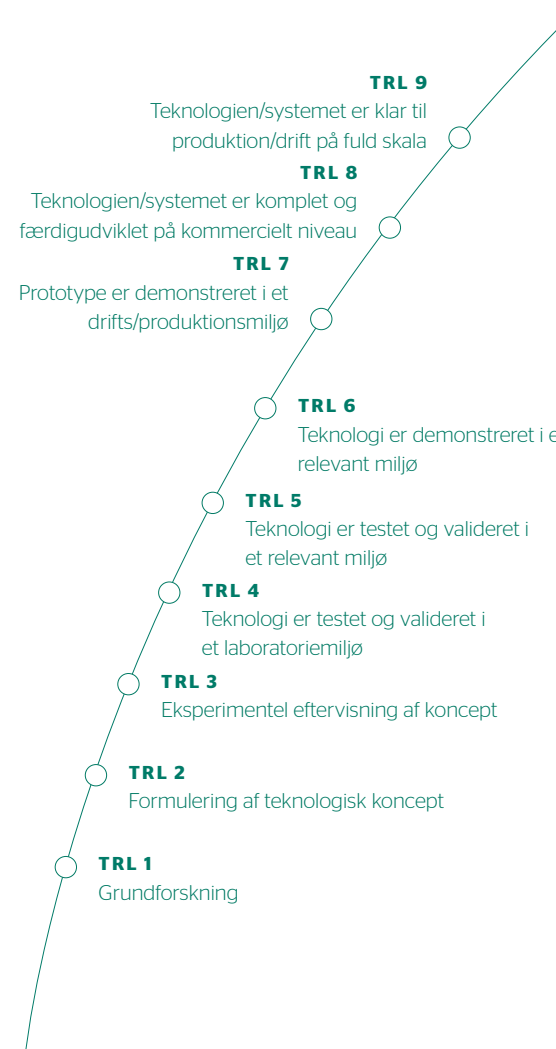 TRL 9
Teknologien/systemet er klar til
produktion/drift på fuld skala
TRL 8
Teknologien/systemet er komplet og
færdigudviklet på kommercielt niveau
TRL 7
Prototype er demonstreret i et
drifts/produktionsmiljø
TRL 6
Teknologi er demonstreret i
relevant miljø
TRL 5
Teknologi er testet og valideret i
et relevant miljø
TRL 4
Teknologi er testet og valideret i
et laboratoriemiljø
TRL 3
Eksperimentel eftervisning af koncept
TRL 2
Formulering af teknologisk koncept
TRL 1
Grundforskning